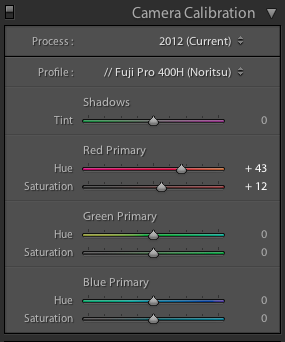 Camera Calibration
Process : 2012 (Current)
Profile : // Fuji Pro 400H (Noritsu)
Shadows
Tint 0
Red Primary
Hue + 43
Saturation + 12
Green Primary
Hue 0
Saturation 0
Blue Primary
Hue 0
Saturation 0